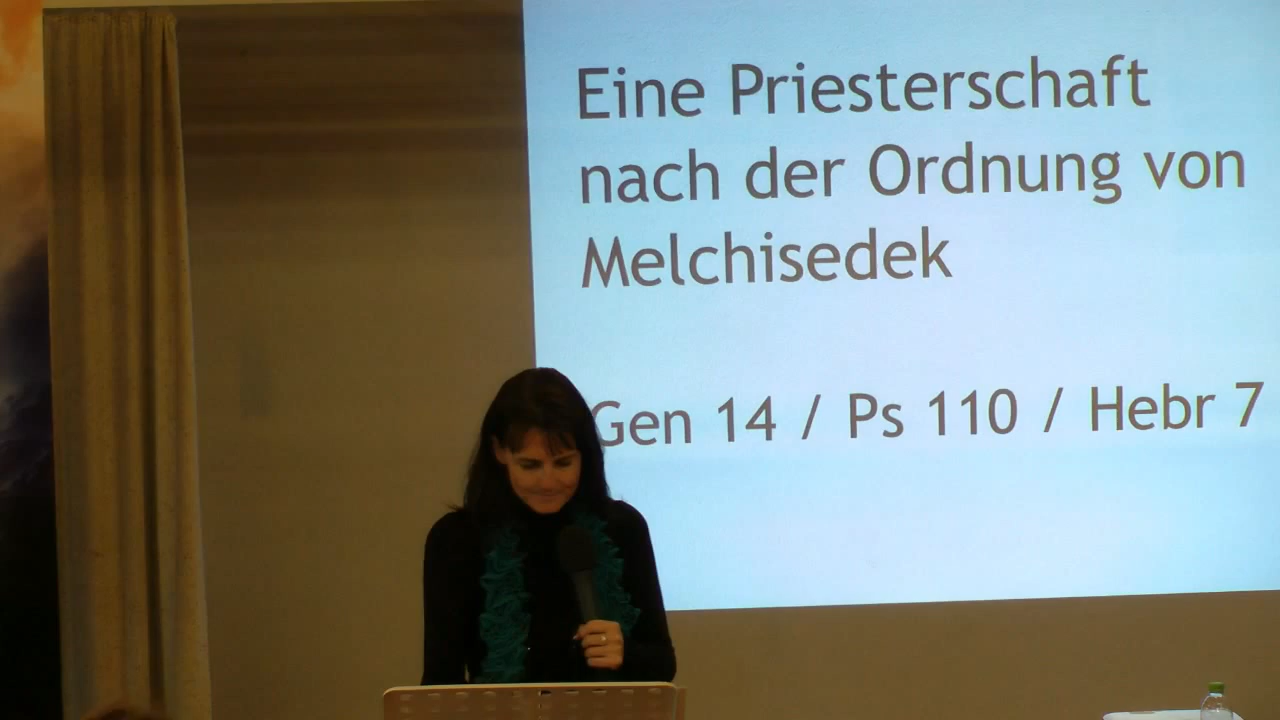 Eine Priesterschaft
nach der Ordnung von
Melchisedek
Gen 14 / Ps 110 / Hebr 7